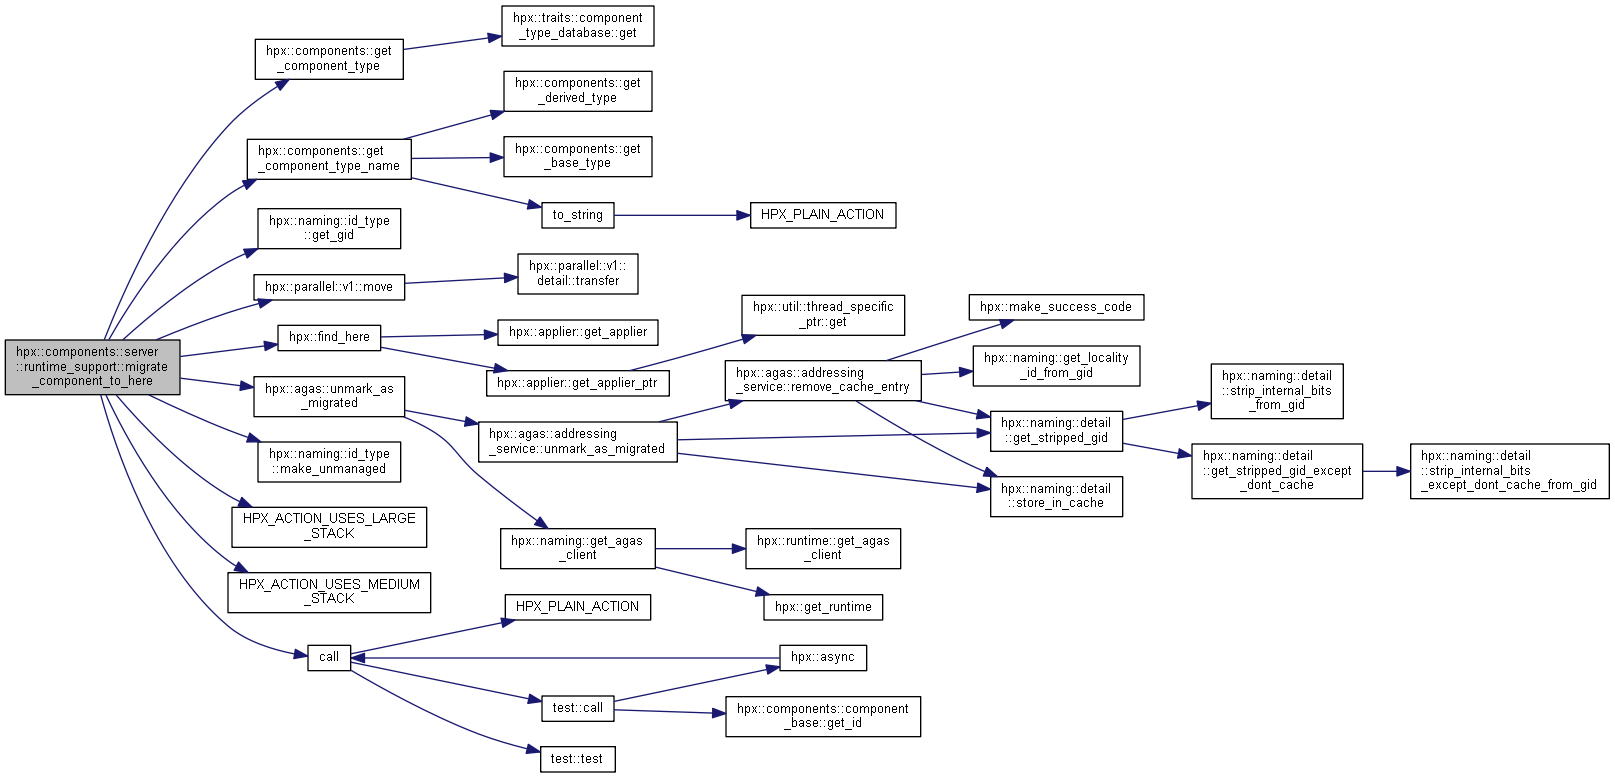 hpx::components::server
::runtime_support::migrate
_component_to_here
hpx::components::get
_component_type
hpx::traits::component
_type_database::get
hpx::components::get
_component_type_name
hpx::components::get
_derived_type
hpx::components::get
_base_type
to_string
HPX_PLAIN_ACTION
hpx::naming::id_type
::get_gid
hpx::parallel::v1::move
hpx::parallel::v1::
detail::transfer
hpx::find_here
hpx::applier::get_applier
hpx::applier::get_applier_ptr
hpx::util::thread_specific
_ptr::get
hpx::agas::unmark_as
_migrated
hpx::agas::addressing
_service::unmark_as_migrated
hpx::agas::addressing
_service::remove_cache_entry
hpx::make_success_code
hpx::naming::get_locality
_id_from_gid
hpx::naming::detail
::get_stripped_gid
hpx::naming::detail
::strip_internal_bits
_from_gid
hpx::naming::detail
::get_stripped_gid_except
_dont_cache
hpx::naming::detail
::strip_internal_bits
_except_dont_cache_from_gid
hpx::naming::detail
::store_in_cache
hpx::naming::get_agas
_client
hpx::runtime::get_agas
_client
hpx::get_runtime
hpx::naming::id_type
::make_unmanaged
HPX_ACTION_USES_LARGE
_STACK
HPX_ACTION_USES_MEDIUM
_STACK
call
HPX_PLAIN_ACTION
test::call
hpx::async
hpx::components::component
_base::get_id
test::test